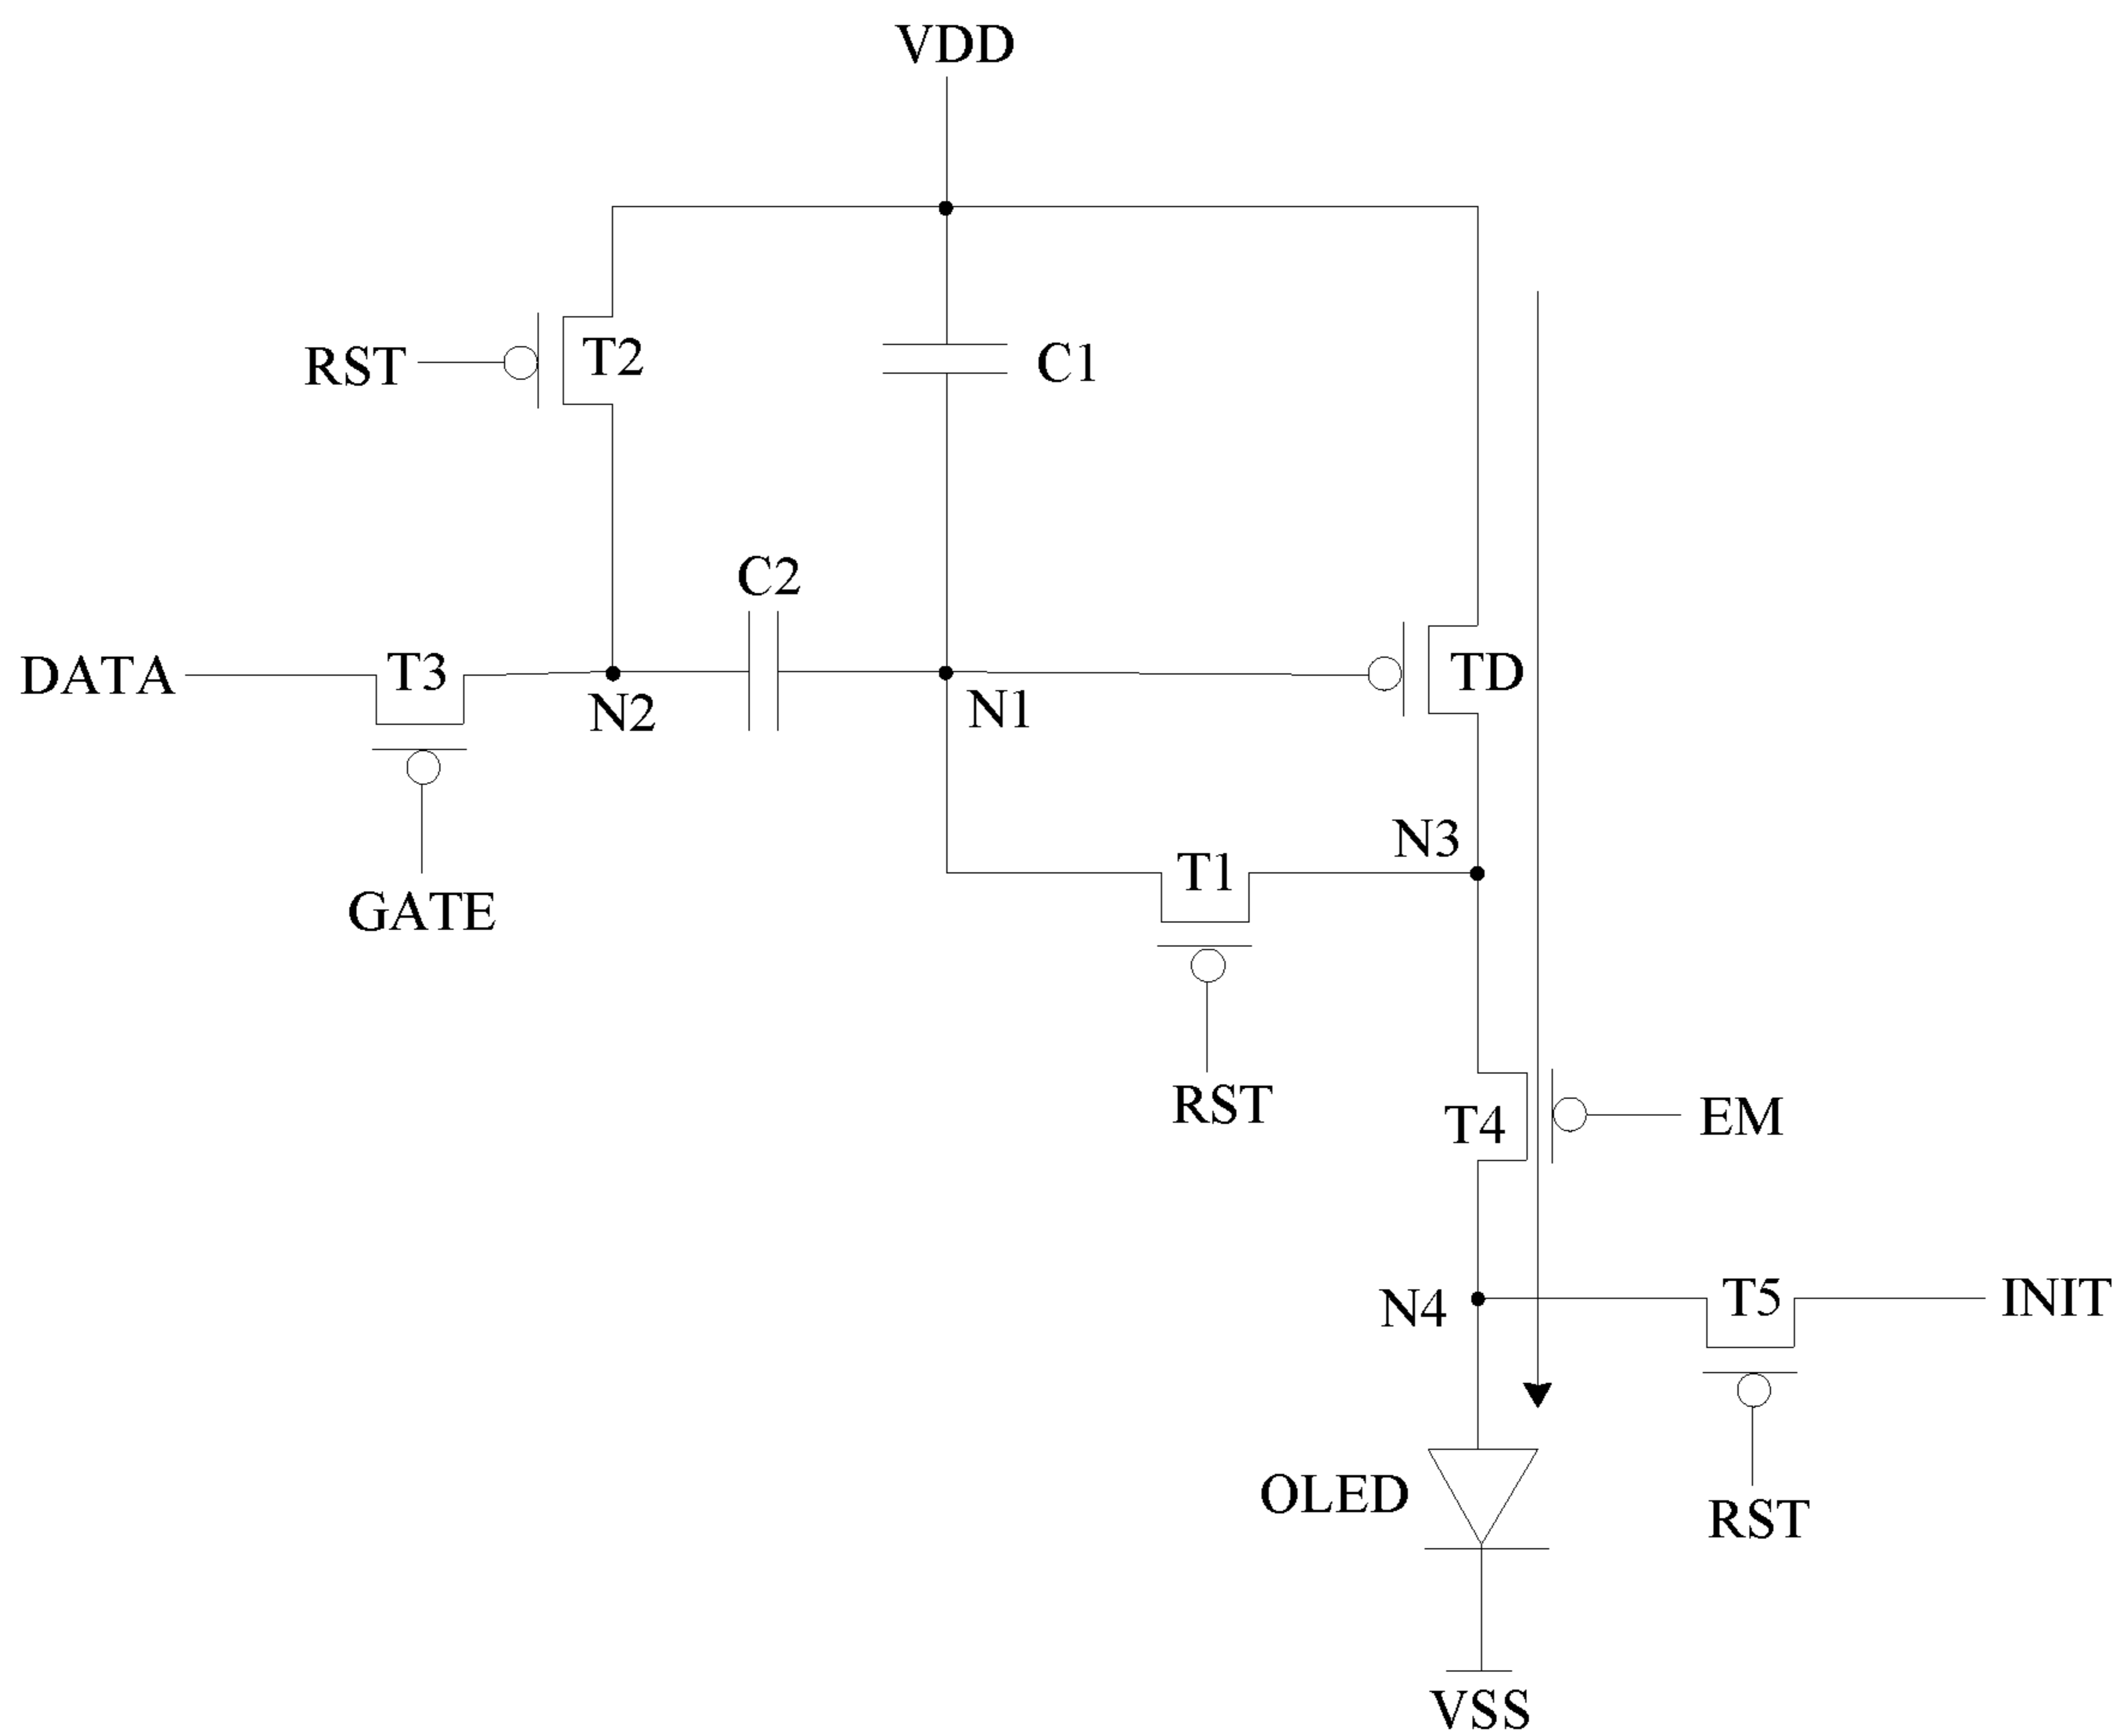 VDD
RST
T2
C1
C2
DATA
T3
N2
N1
TD
GATE
T1
N3
RST
T4
EM
N4
T5
INIT
OLED
RST
VSS